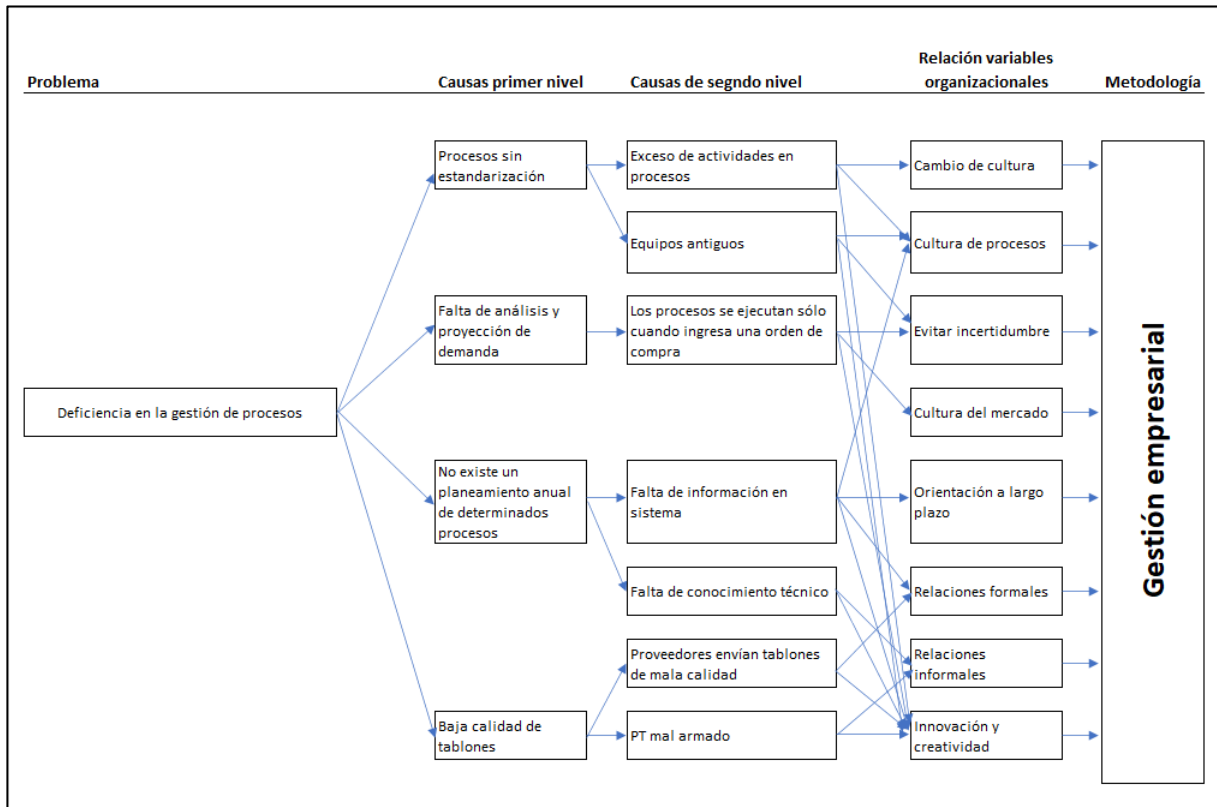 Relación variables
Problema
Causas primer nivel
Causas de segndo nivel
organizacionales
Metodología
Procesos sin
estandarización
Exceso de actividades en
procesos
Cambio de cultura
Equipos antiguos
Cultura de procesos
Falta de análisis y
proyección de
demanda
Los procesos se ejecutan sólo
cuando ingresa una orden de
compra
Evitar incertidumbre
Deficiencia en la gestión de procesos
Cultura del mercado
No existe un
planeamiento anual
de determinados
procesos
Falta de información en
sistema
Orientación a largo
plazo
Falta de conocimiento técnico
Relaciones formales
Proveedores envían tablones
de mala calidad
Relaciones
informales
Baja calidad de
tablones
PT mal armado
Innovación y
creatividad
Gestión empresarial